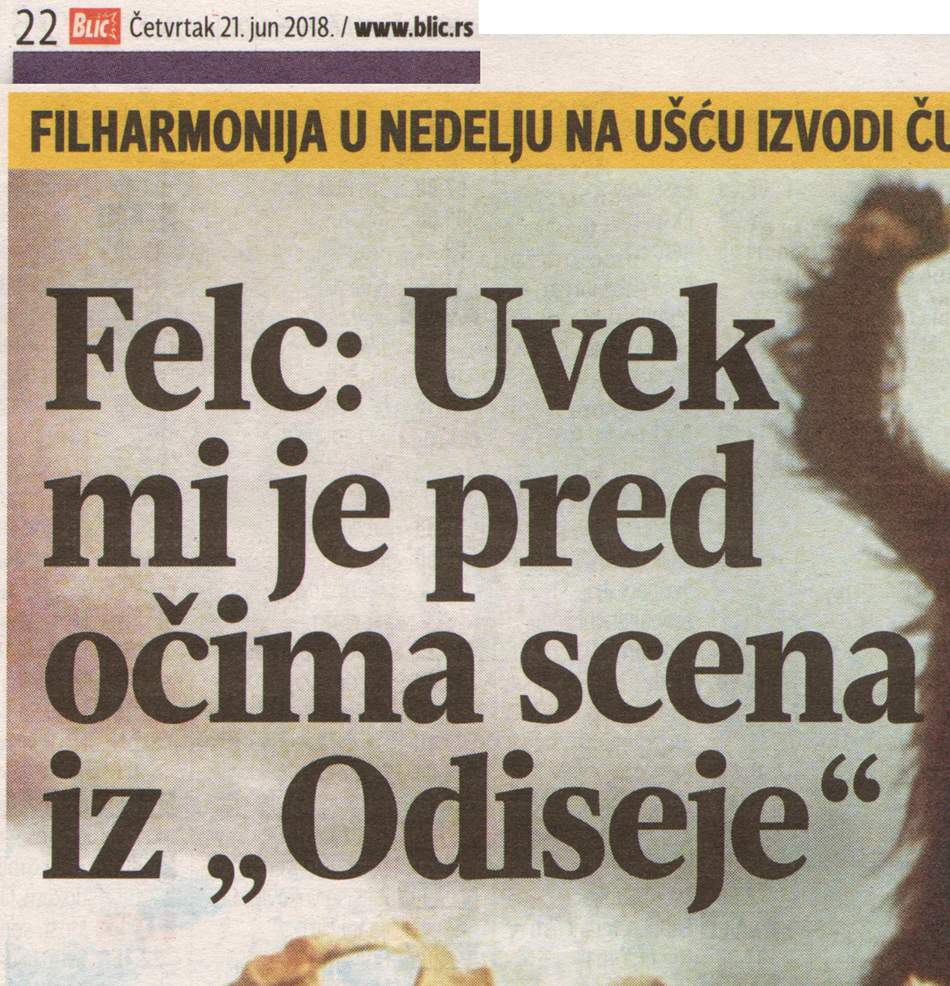 22 BLIC Četvrtak 21. jun 2018. / www.blic.rs
FILHARMONIJA U NEDELJU NA UŠĆU IZVODI ČU
Felc: Uvek
mi je pred
očima scena
iz „Odiseje“